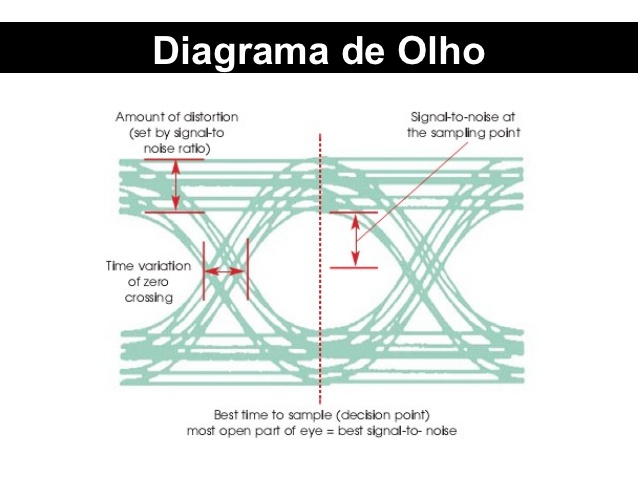 Diagrama de Olho
Amount of distortion
(set by signal-to
noise ratio)
Signal-to-noise at
the sampling point
Time variation
of zero
crossing
Best time to sample (decision point)
most open part of eye = best signal-to- noise